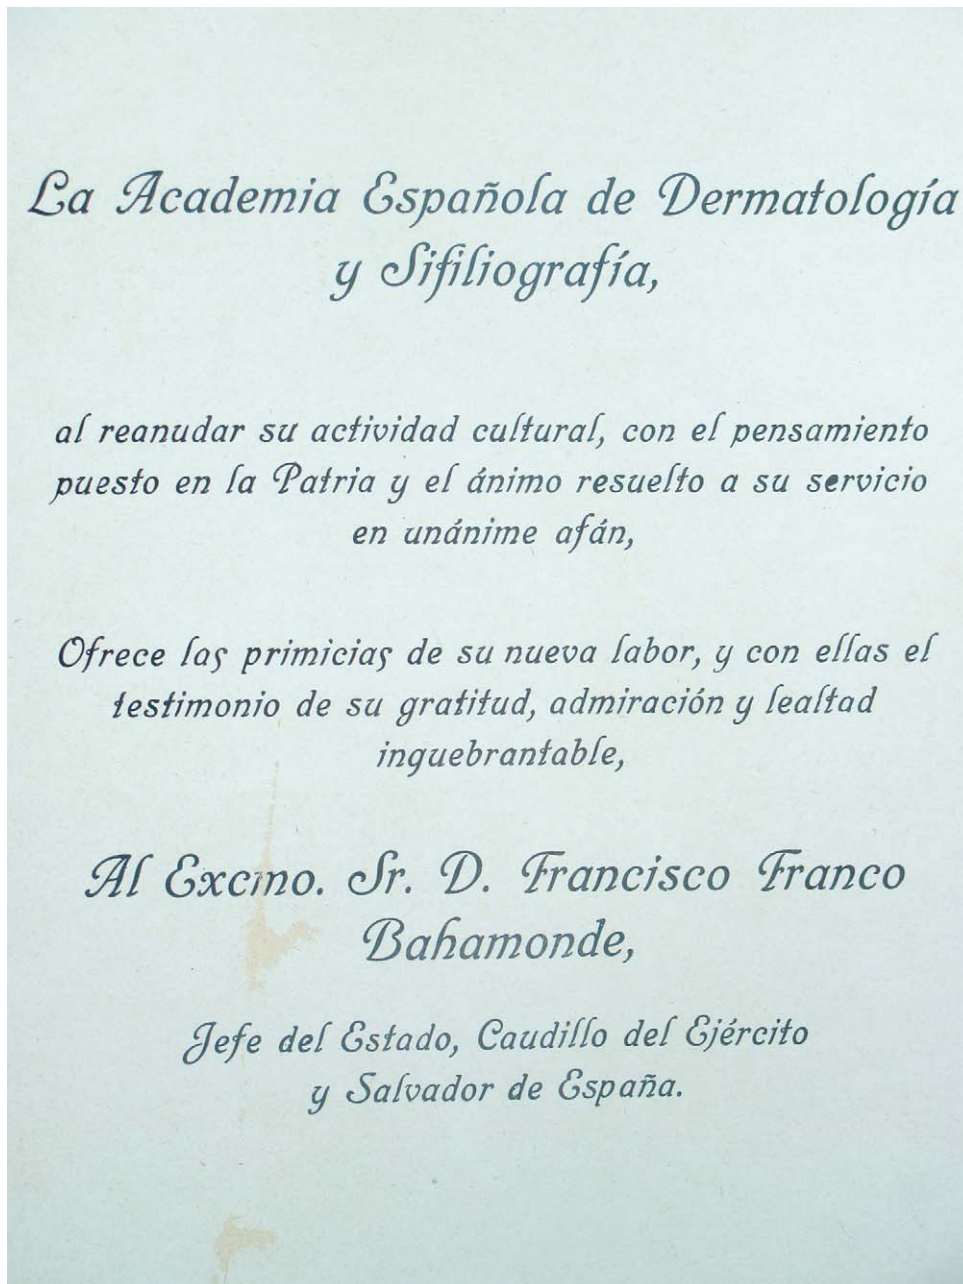 La Academia Española de Dermatología
y Sifiliografía,
al reanudar su actividad cultural, con el pensamiento
puesto en la Patria y el ánimo resuelto a su servicio
en unánime afán,
Ofrece las primicias de su nueva labor, y con ellas el
testimonio de su gratitud, admiración y lealtad
inquebrantable,
Al Excmo. Sr. D. Francisco Franco
Bahamonde,
Jefe del Estado, Caudillo del Ejército
y Salvador de España.